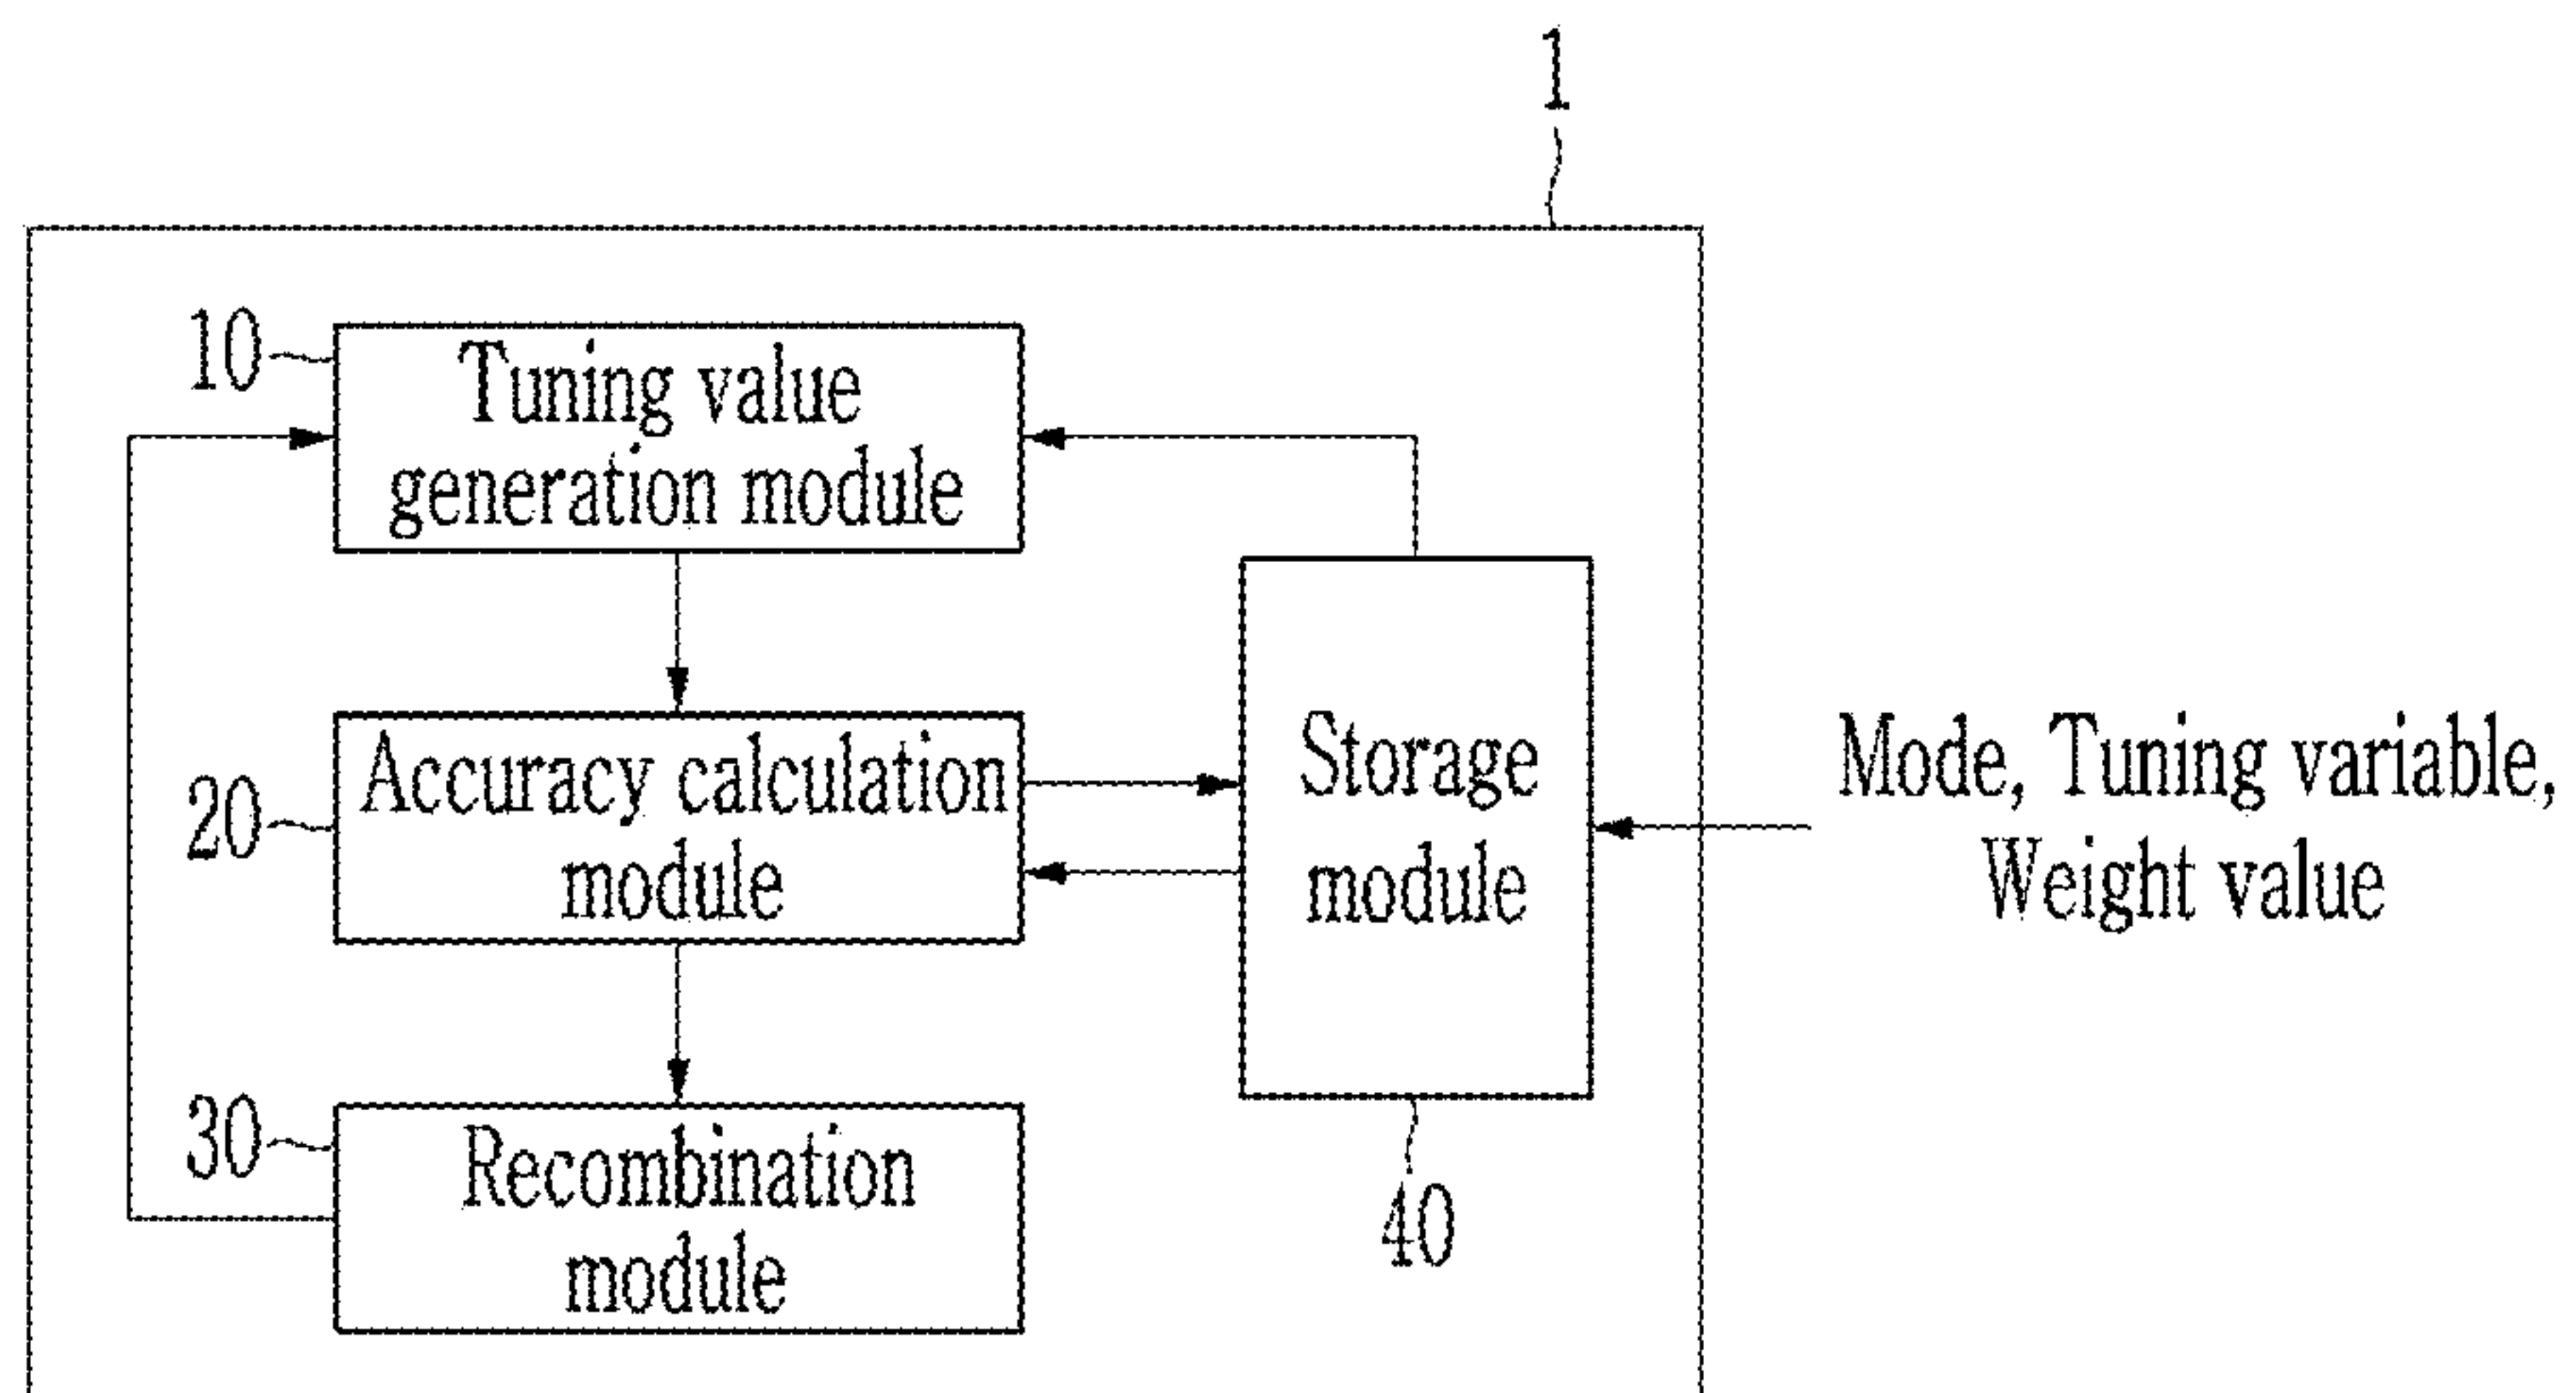 1
10
Tuning value
generation module
20
Accuracy calculation
module
Storage
module
Mode, Tuning variable,
Weight value
30
Recombination
module
40